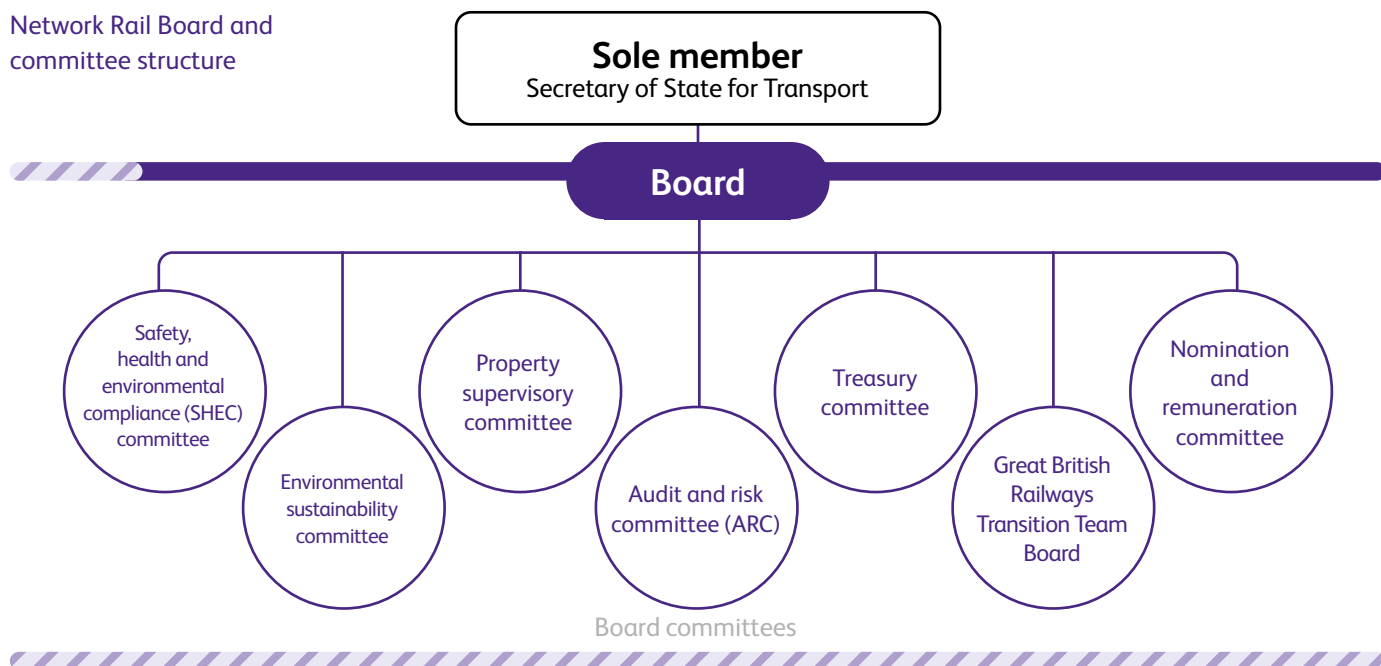 Network Rail Board and
committee structure
Sole member
Secretary of State for Transport
Board
Safety,
health and
environmental
compliance (SHEC)
committee
Environmental
sustainability
committee
Property
supervisory
committee
Audit and risk
committee (ARC)
Treasury
committee
Great British
Railways
Transition Team
Board
Nomination
and
remuneration
committee
Board committees